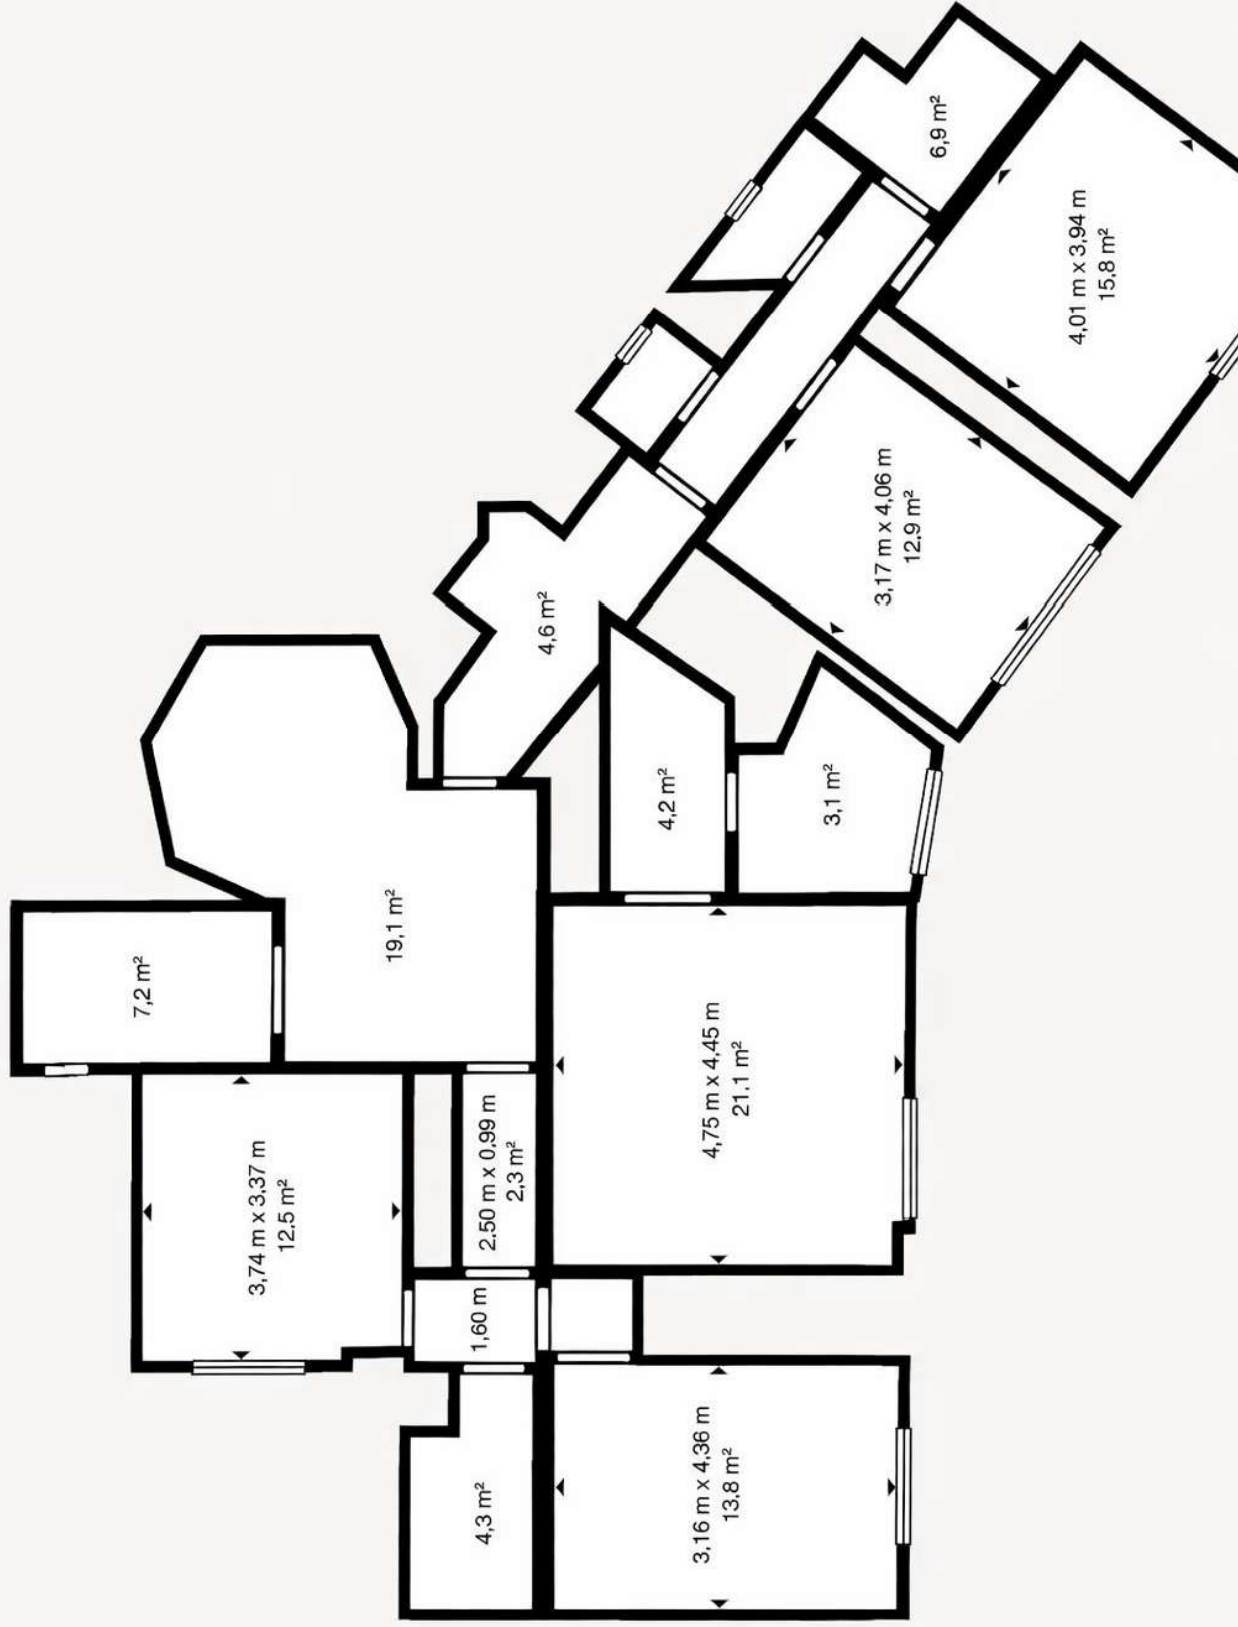 6,9 m²
4,01 m x 3,94 m
15,8 m²
3,17 m x 4,06 m
12,9 m²
4,6 m²
4,2 m²
3,1 m²
19,1 m²
7,2 m²
4,75 m x 4,45 m
21,1 m²
3,74 m x 3,37 m
12,5 m²
2,50 m x 0,99 m
2,3 m²
1,60 m
4,3 m²
3,16 m x 4,36 m
13,8 m²